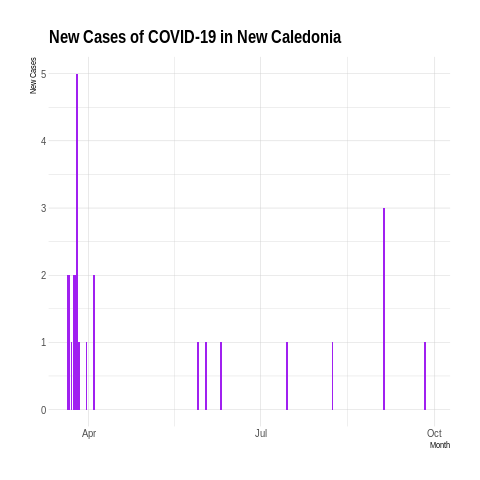 New Cases of COVID-19 in New Caledonia
New Cases
5
4
3
2
1
0
Apr
Jul
Oct
Month